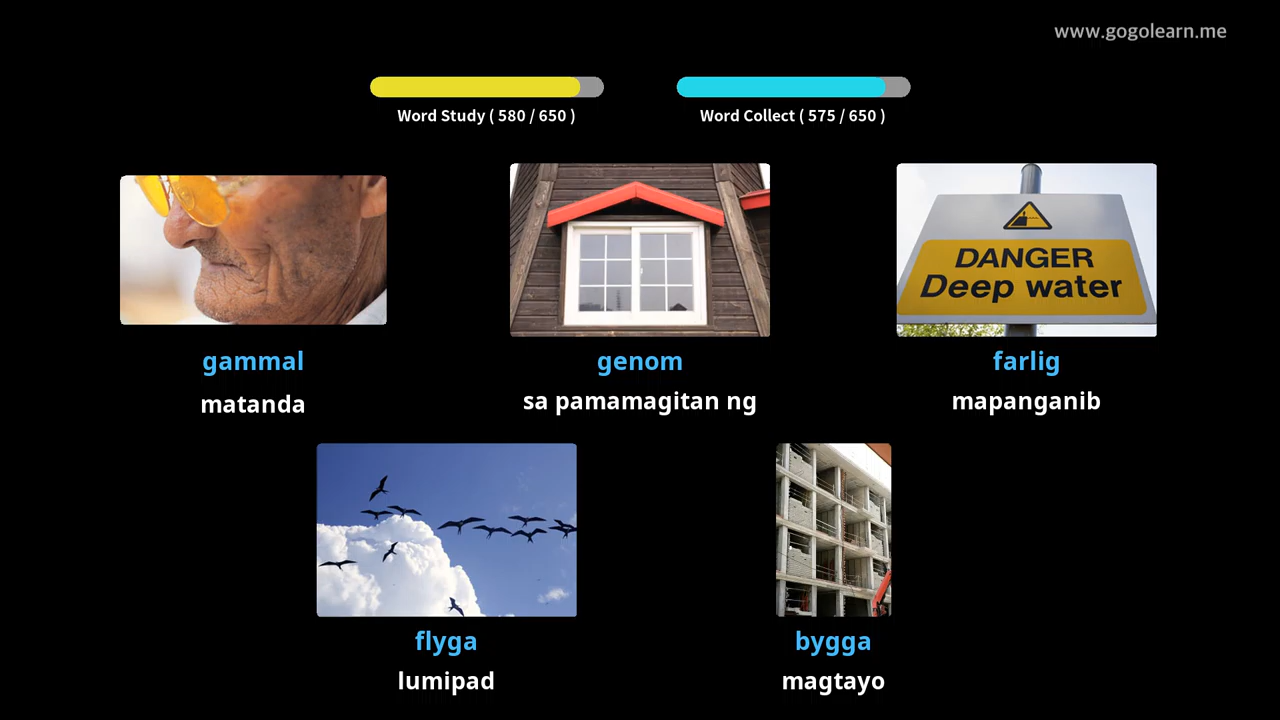 www.gogolearn.me
Word Study ( 580 / 650 )
Word Collect ( 575 / 650 )
DANGER
Deep water
gammal
genom
farlig
matanda
sa pamamagitan ng
mapanganib
flyga
bygga
lumipad
magtayo